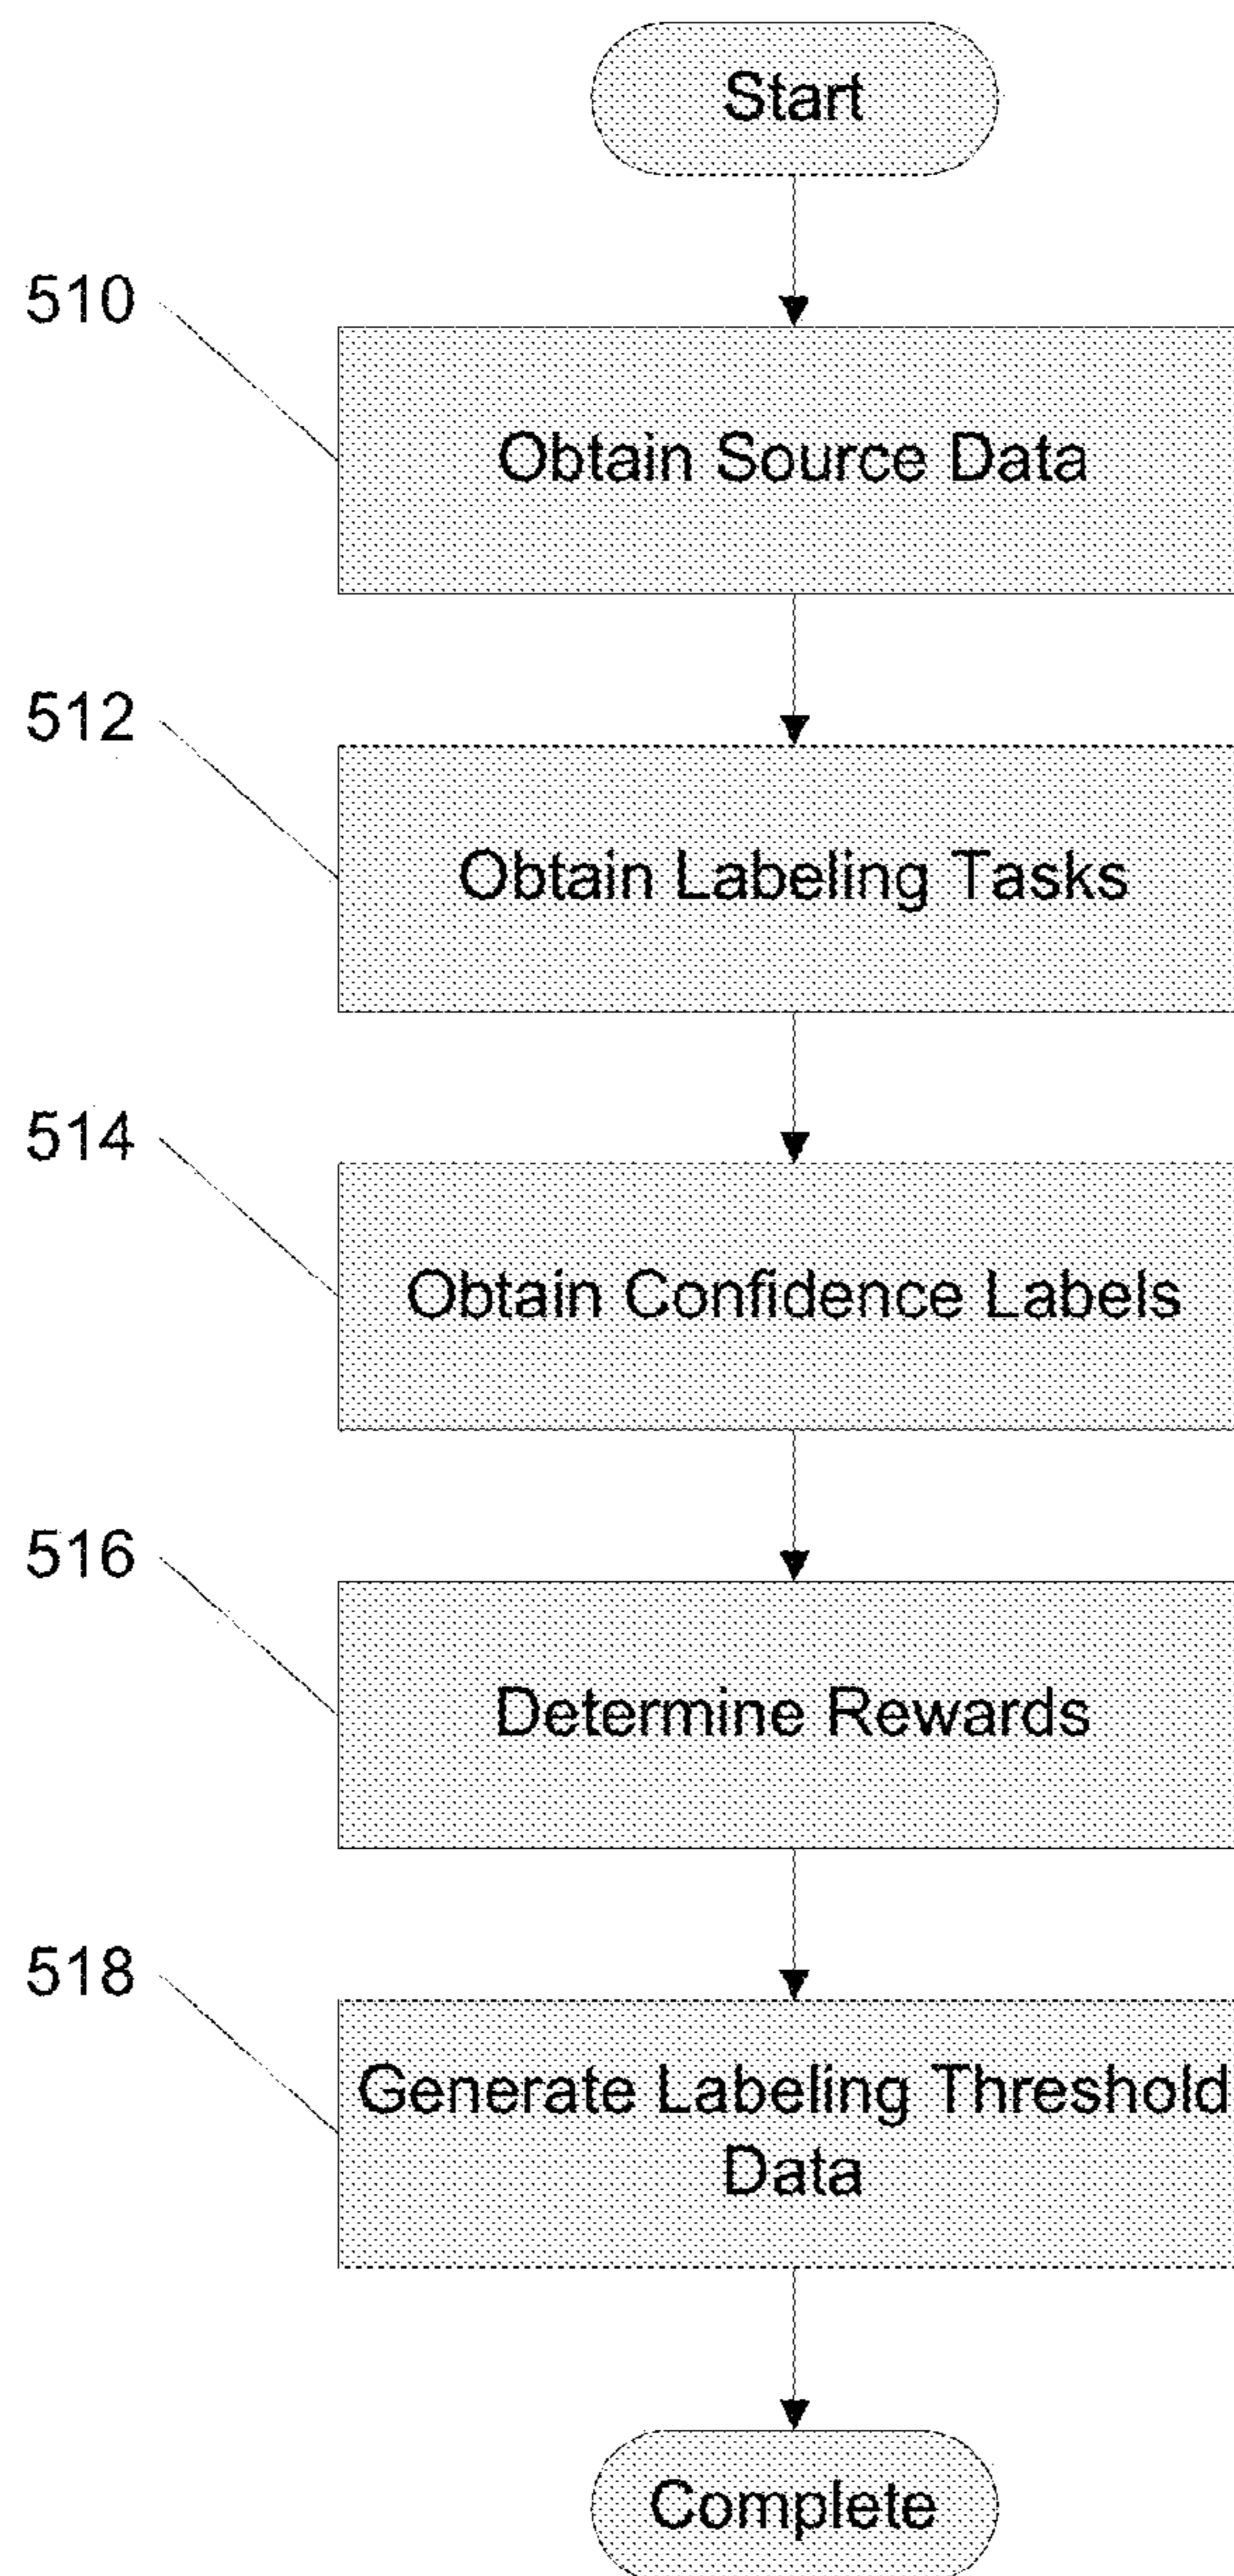 Start
510
Obtain Source Data
512
Obtain Labeling Tasks
514
Obtain Confidence Labels
516
Determine Rewards
518
Generate Labeling Threshold
Data
Complete